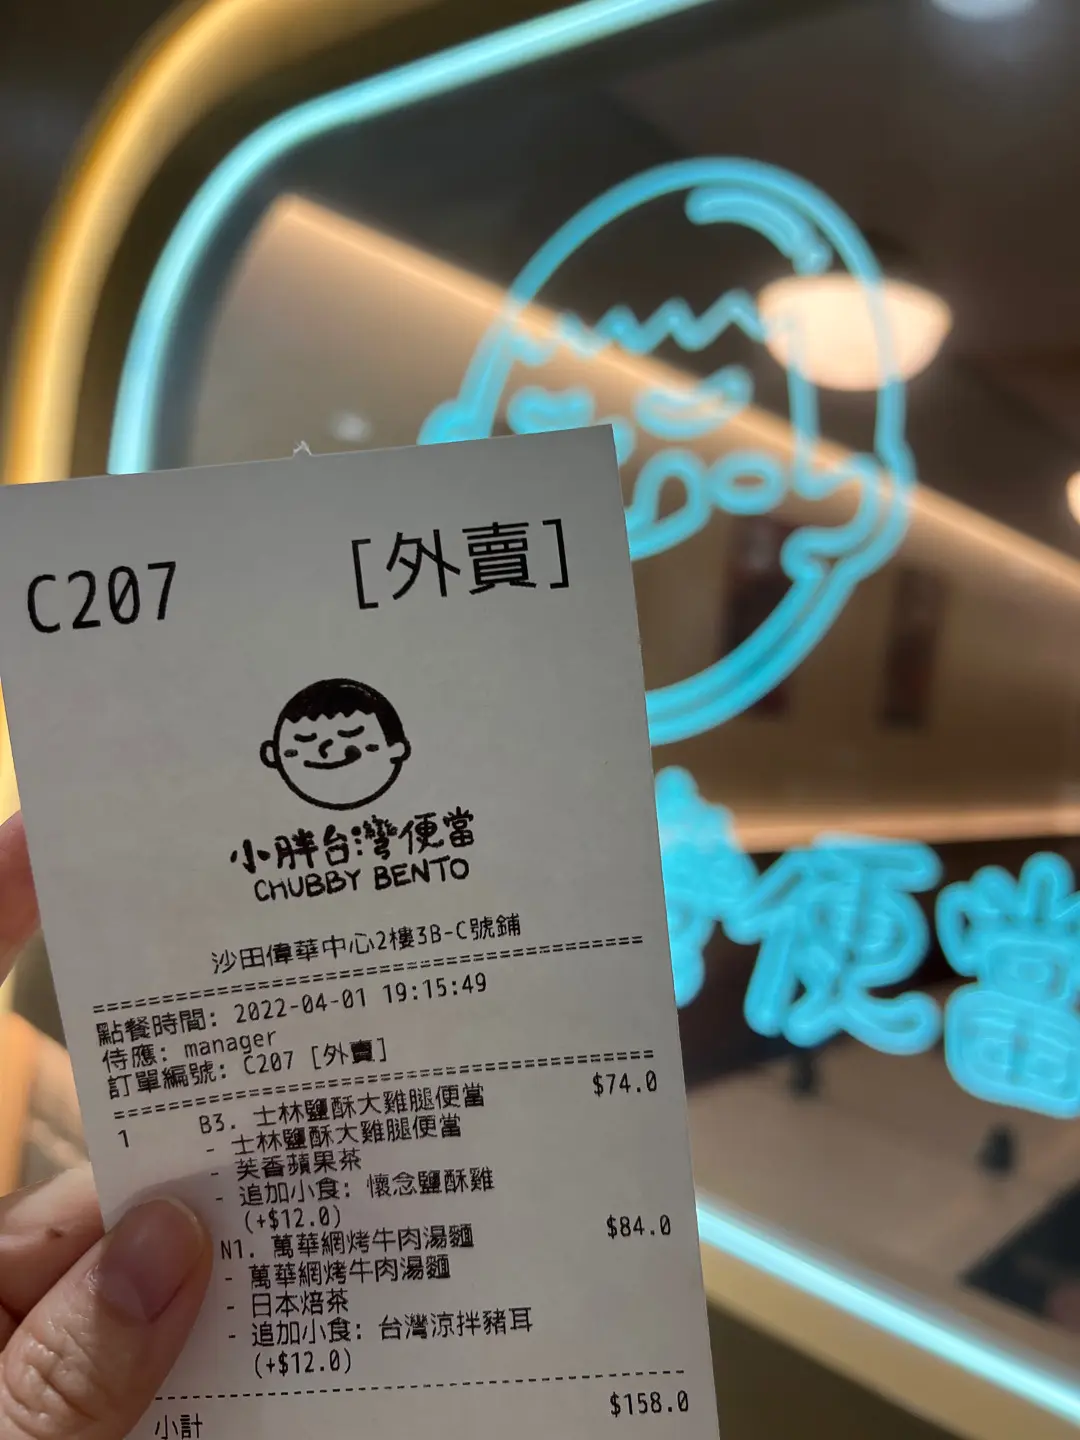 C207 [外賣]
小胖台灣便當
CHUBBY BENTO
沙田偉華中心2樓3B-C號鋪
點餐時間: 2022-04-01 19:15:49
侍應: manager
訂單編號: C207 [外賣]
1 B3. 士林鹽酥大雞腿便當 $74.0
- 士林鹽酥大雞腿便當
- 芙香蘋果茶
- 追加小食: 懷念鹽酥雞
(+$12.0)
N1. 萬華網烤牛肉湯麵 $84.0
- 萬華網烤牛肉湯麵
- 日本焙茶
- 追加小食: 台灣涼拌豬耳
(+$12.0)
小計 $158.0
便當